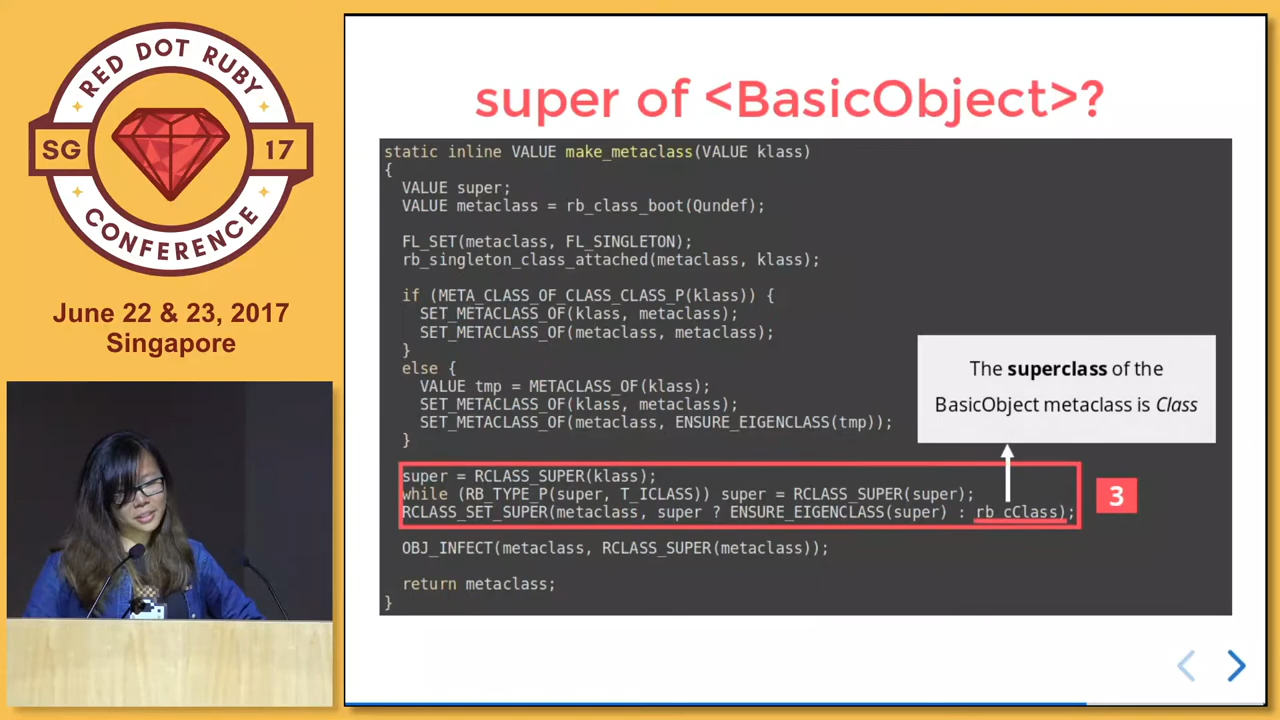 RED DOT RUBY
SG 17
CONFERENCE
June 22 & 23, 2017
Singapore
super of <BasicObject>?
static inline VALUE make_metaclass(VALUE klass)
{
VALUE super;
VALUE metaclass = rb_class_boot(Qundef);
FL_SET(metaclass, FL_SINGLETON);
rb_singleton_class_attached(metaclass, klass);
if (META_CLASS_OF_CLASS_CLASS_P(klass)) {
SET_METACLASS_OF(klass, metaclass);
SET_METACLASS_OF(metaclass, metaclass);
}
else {
VALUE tmp = METACLASS_OF(klass);
SET_METACLASS_OF(klass, metaclass);
SET_METACLASS_OF(metaclass, ENSURE_EIGENCLASS(tmp));
}
The superclass of the
BasicObject metaclass is Class
super = RCLASS_SUPER(klass);
while (RB_TYPE_P(super, T_ICLASS)) super = RCLASS_SUPER(super);
RCLASS_SET_SUPER(metaclass, super ? ENSURE_EIGENCLASS(super) : rb_cClass);
3
OBJ_INFECT(metaclass, RCLASS_SUPER(metaclass));
return metaclass;
}